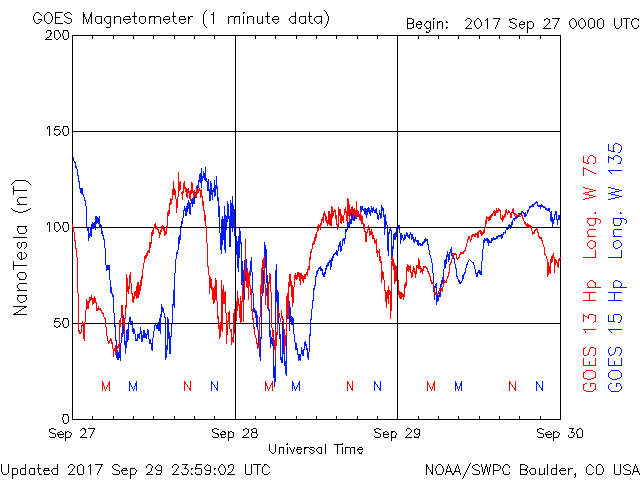 GOES Magnetometer (1 minute data)
Begin: 2017 Sep 27 0000 UTC
200
150
100
50
0
NanoTesla (nT)
M M N N M M N N M M N N
Sep 27 Sep 28 Sep 29 Sep 30
Universal Time
GOES 13 Hp Long. W 75
GOES 15 Hp Long. W 135
Updated 2017 Sep 29 23:59:02 UTC
NOAA/SWPC Boulder, CO USA